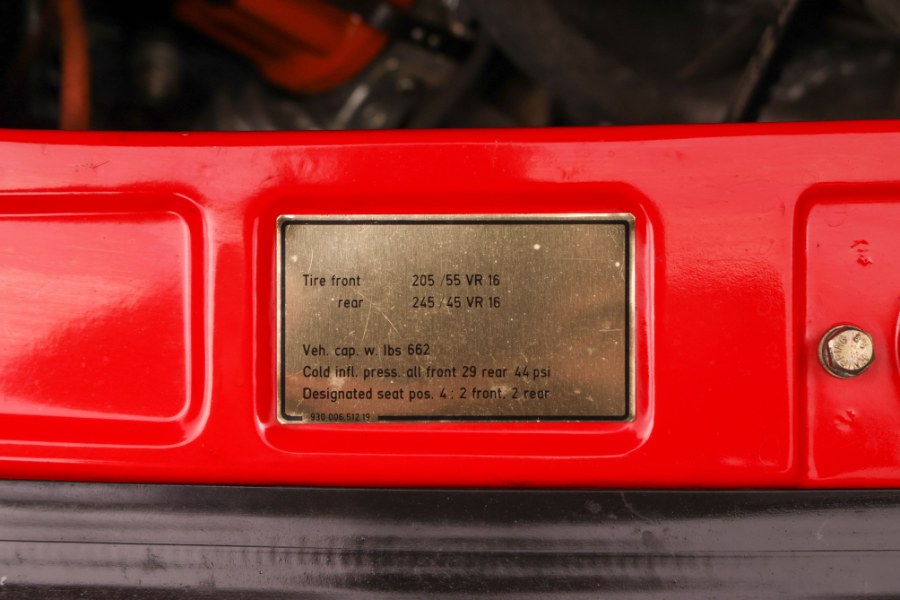 Tire front 205/55 VR 16
rear 245/45 VR 16
Veh. cap. w. lbs 662
Cold infl. press. all front 29 rear 44 psi
Designated seat pos. 4 : 2 front. 2 rear
930.006.512.19